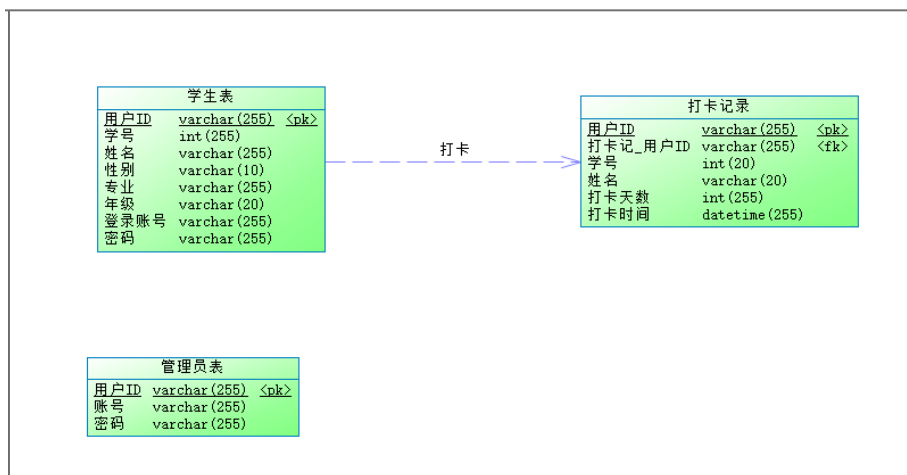 学生表
用户ID varchar(255) <pk>
学号 int(255)
姓名 varchar(255)
性别 varchar(10)
专业 varchar(255)
年级 varchar(20)
登录账号 varchar(255)
密码 varchar(255)
打卡
打卡记录
用户ID varchar(255) <pk>
打卡记_用户ID varchar(255) <fk>
学号 int(20)
姓名 varchar(20)
打卡天数 int(255)
打卡时间 datetime(255)
管理员表
用户ID varchar(255) <pk>
账号 varchar(255)
密码 varchar(255)